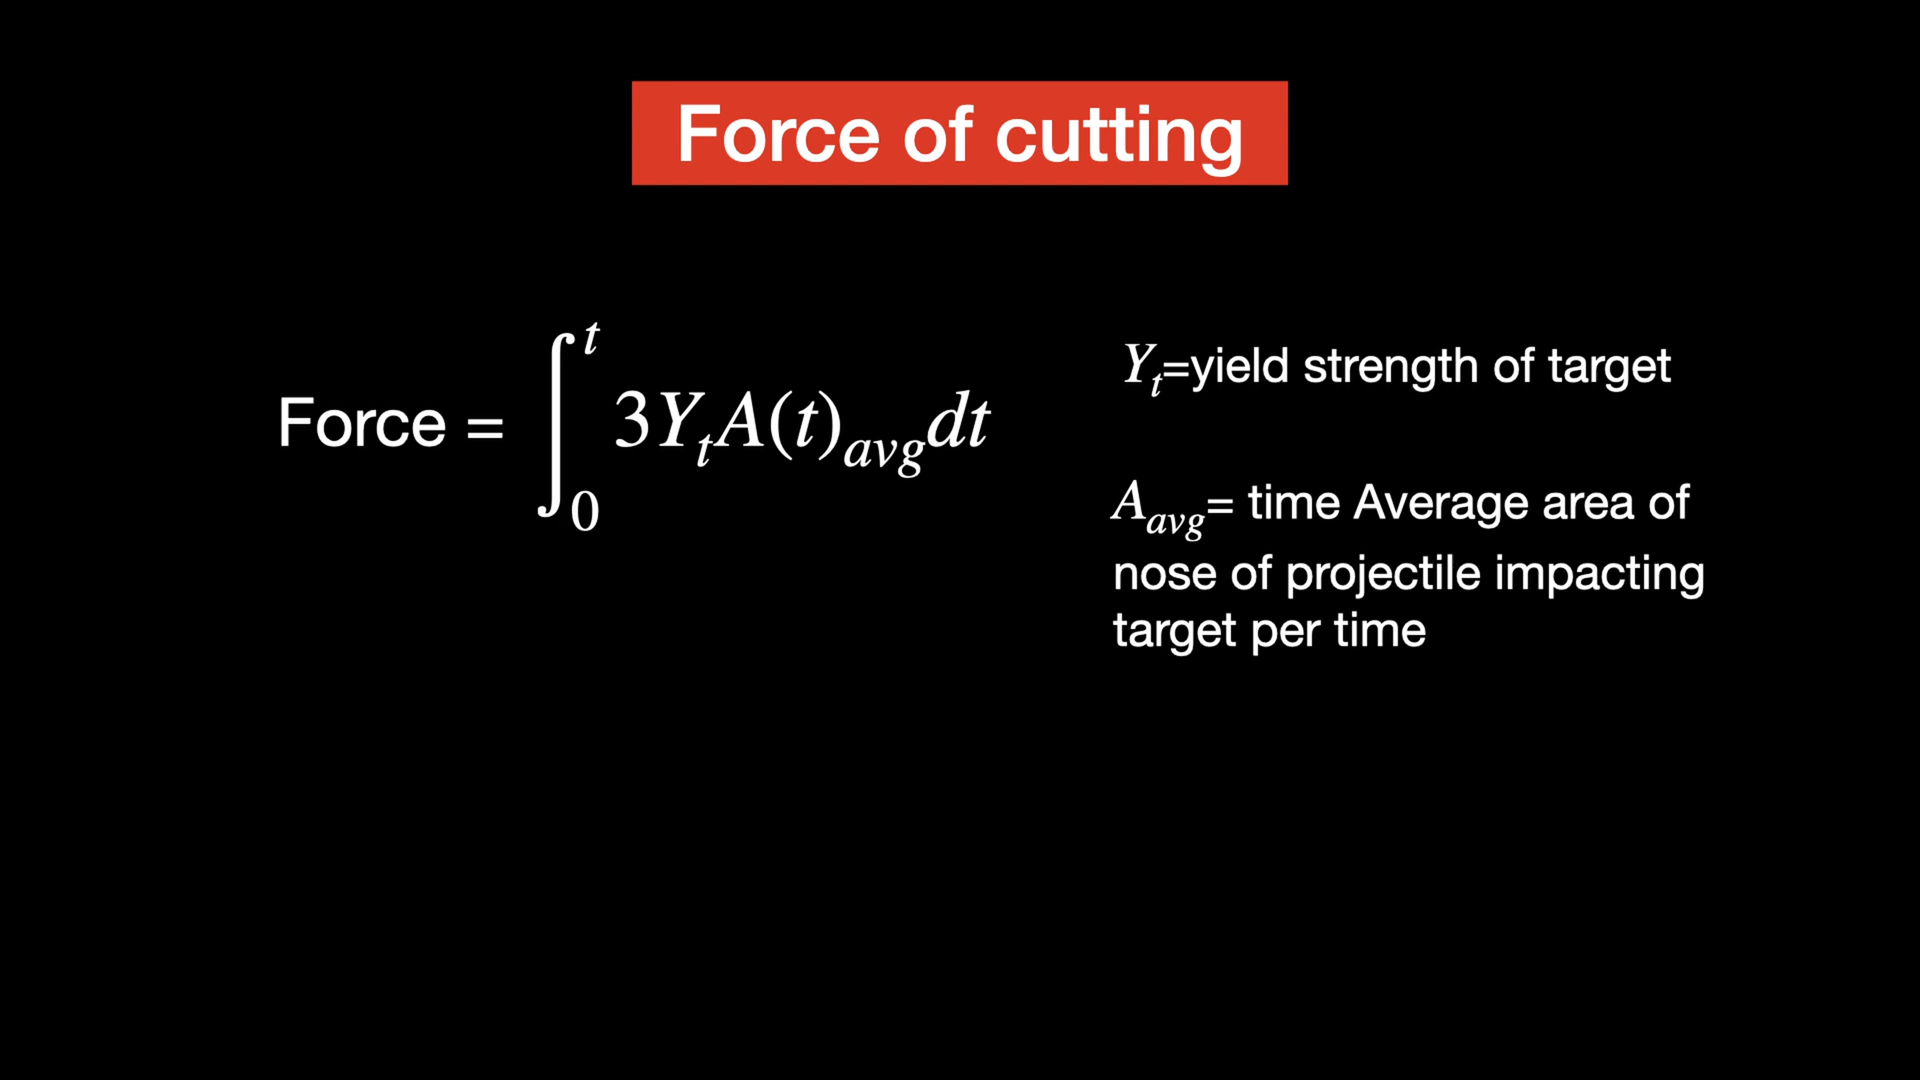 Force of cutting
Force = ∫₀ᵗ 3YₜA(t)ₐᵥ₉dt
Yₜ=yield strength of target
Aₐᵥ₉= time Average area of
nose of projectile impacting
target per time